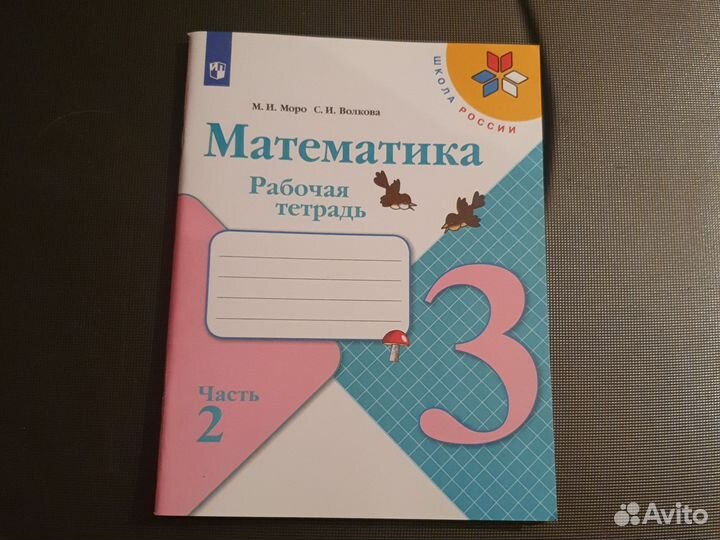 ШКОЛА РОССИИ
М. И. Моро С. И. Волкова
Математика
Рабочая
тетрадь
3
Часть
2
Avito